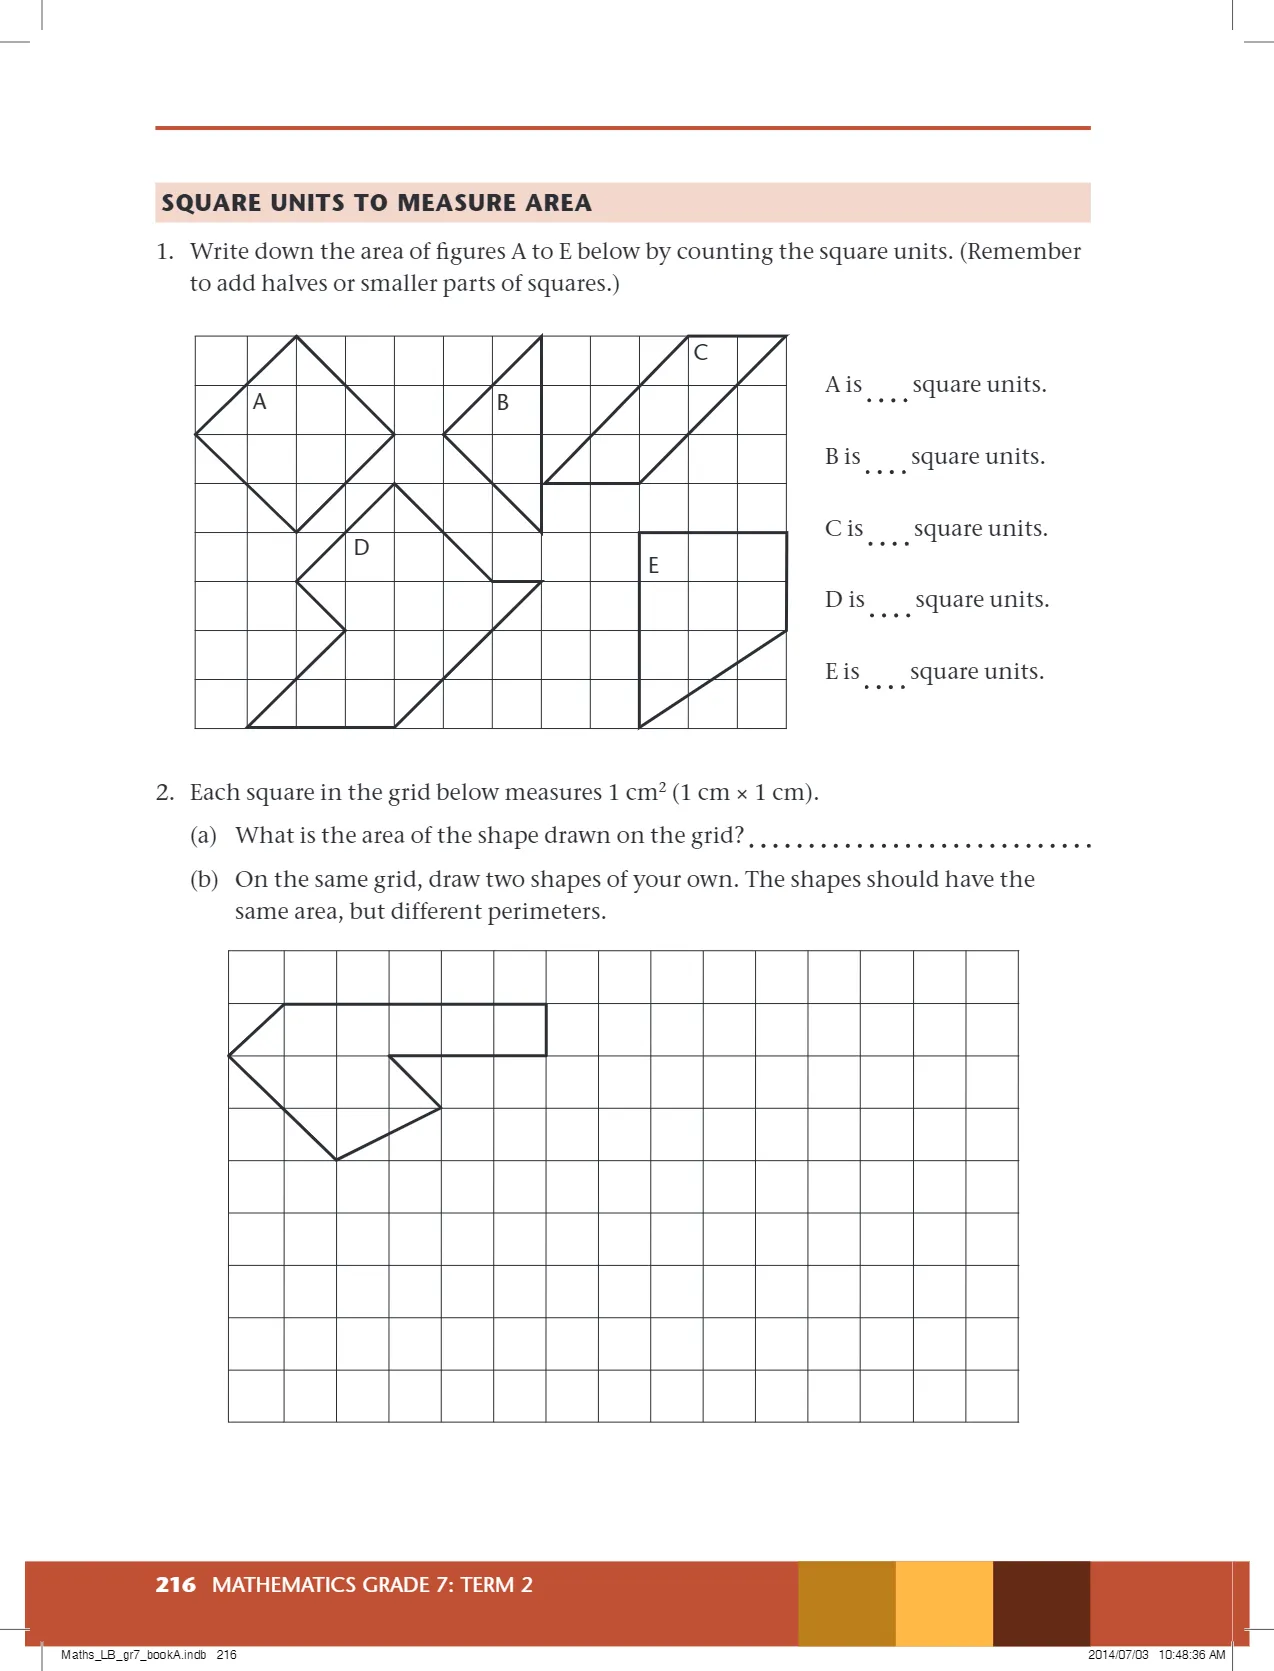 SQUARE UNITS TO MEASURE AREA
1. Write down the area of figures A to E below by counting the square units. (Remember
to add halves or smaller parts of squares.)
A
B
C
D
E
A is .... square units.
B is .... square units.
C is .... square units.
D is .... square units.
E is .... square units.
2. Each square in the grid below measures 1 cm² (1 cm × 1 cm).
(a) What is the area of the shape drawn on the grid? .............................
(b) On the same grid, draw two shapes of your own. The shapes should have the
same area, but different perimeters.
216 MATHEMATICS GRADE 7: TERM 2
Maths_LB_gr7_bookA.indb 216
2014/07/03 10:48:36 AM